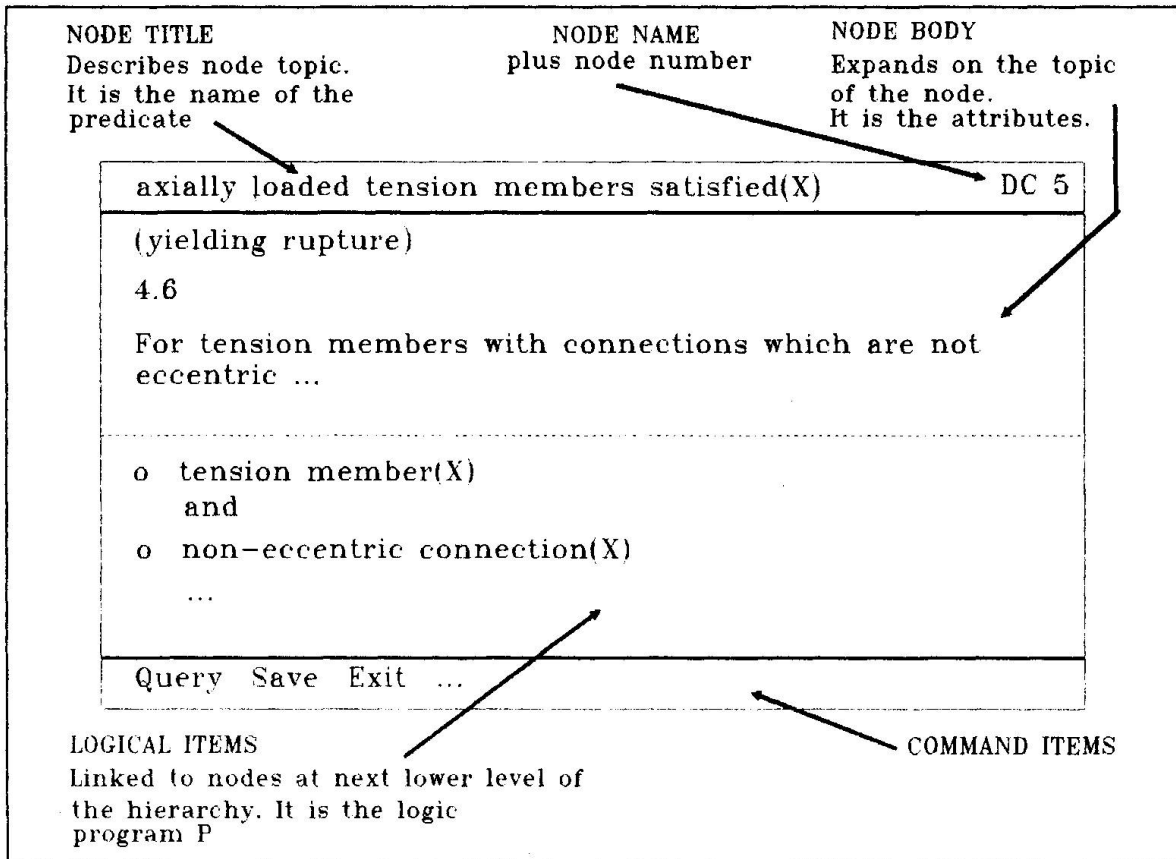 NODE TITLE
Describes node topic.
It is the name of the
predicate
NODE NAME
plus node number
NODE BODY
Expands on the topic
of the node.
It is the attributes.
axially loaded tension members satisfied(X) DC 5
(yielding rupture)
4.6
For tension members with connections which are not
eccentric ...
o tension member(X)
and
o non-eccentric connection(X)
...
Query Save Exit ...
LOGICAL ITEMS
Linked to nodes at next lower level of
the hierarchy. It is the logic
program P
COMMAND ITEMS